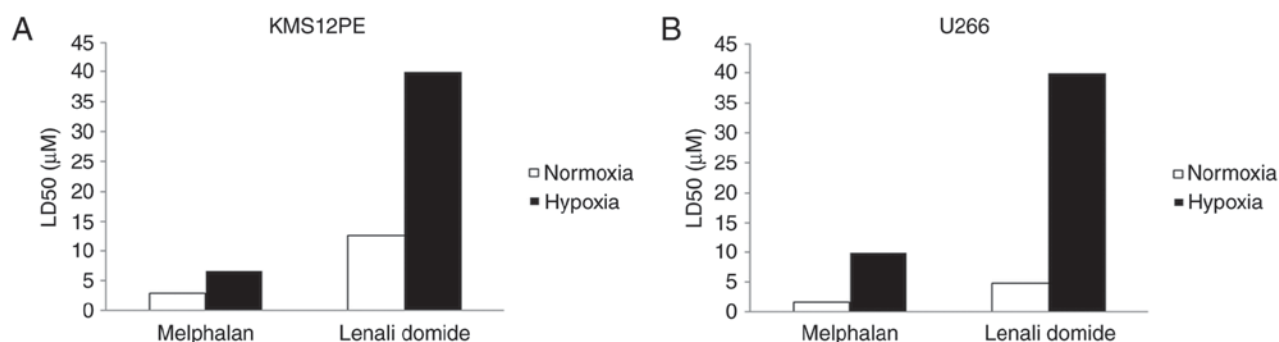 A
KMS12PE
LD50 (μM)
45
40
35
30
25
20
15
10
5
0
Melphalan
Lenali domide
Normoxia
Hypoxia
B
U266
LD50 (μM)
45
40
35
30
25
20
15
10
5
0
Melphalan
Lenali domide
Normoxia
Hypoxia